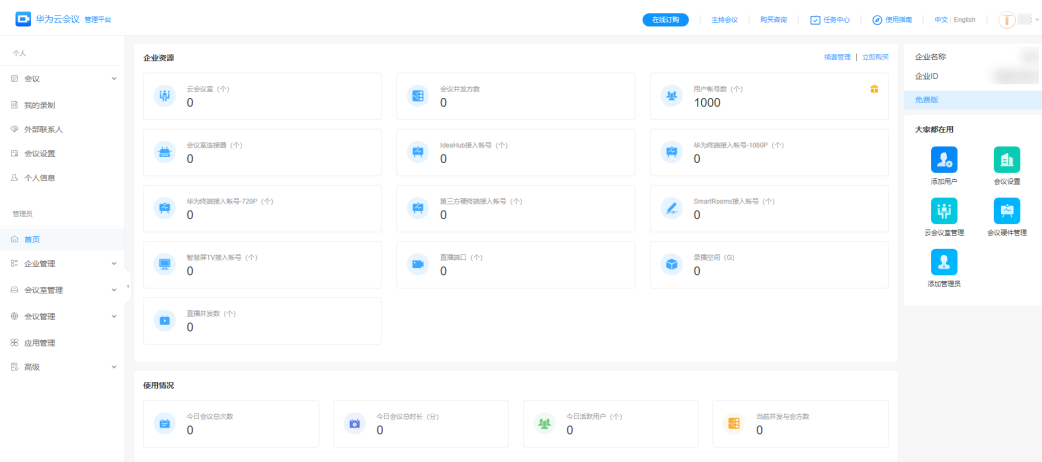 华为云会议 管理平台
在线订购 主持会议 购买咨询 任务中心 使用指南 中文 English
个人
会议
我的录制
外部联系人
会议设置
个人信息
管理员
首页
企业管理
会议室管理
会议管理
应用管理
高级
企业资源
续费管理 立即购买
云会议室（个）
0
会议并发方数
0
用户帐号数（个）
1000
会议室连接器（个）
0
IdeaHub接入帐号（个）
0
华为终端接入帐号-1080P（个）
0
华为终端接入帐号-720P（个）
0
第三方硬终端接入帐号（个）
0
SmartRooms接入帐号（个）
0
智慧屏TV接入帐号（个）
0
直播端口（个）
0
录播空间（G）
0
直播并发数（个）
0
使用情况
今日会议总次数
0
今日会议总时长（分）
0
今日活跃用户（个）
0
当前并发与会方数
0
企业名称
企业ID
免费版
大家都在用
添加用户
会议设置
云会议室管理
会议硬件管理
添加管理员